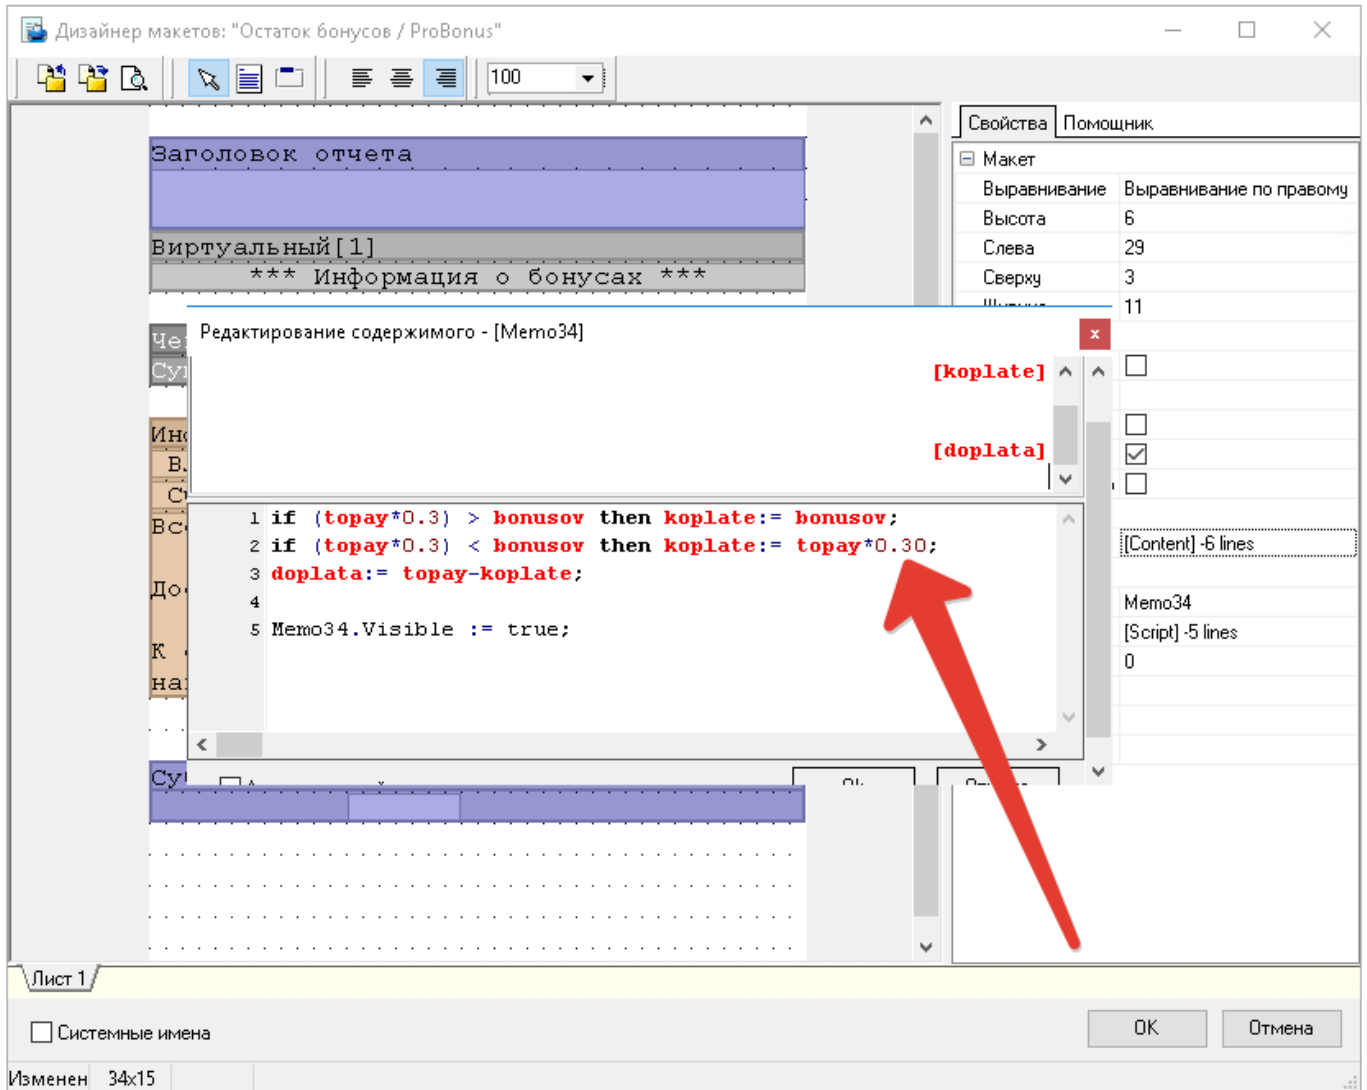 Дизайнер макетов: "Остаток бонусов / ProBonus"
100
Свойства Помощник
Заголовок отчета
Макет
Выравнивание Выравнивание по правому
Высота 6
Виртуальный[1]
Слева 29
*** Информация о бонусах ***
Сверху 3
11
Редактирование содержимого - [Memo34]
x
[koplate]
[doplata]
1 if (topay*0.3) > bonusov then koplate:= bonusov;
2 if (topay*0.3) < bonusov then koplate:= topay*0.30;
[Content] -6 lines
3 doplata:= topay-koplate;
4
Memo34
5 Memo34.Visible := true;
[Script] -5 lines
К
0
Лист 1
Системные имена
OK Отмена
Изменен 34x15